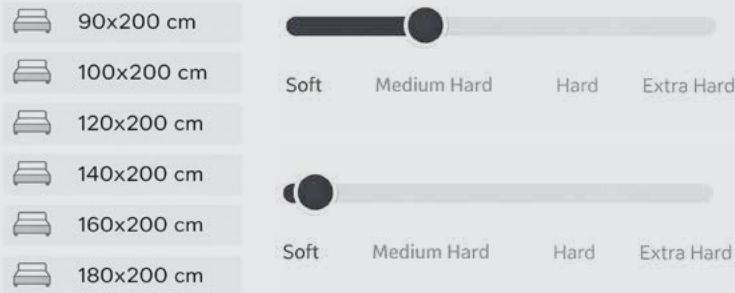 90x200 cm
100x200 cm
120x200 cm
140x200 cm
160x200 cm
180x200 cm
Soft Medium Hard Hard Extra Hard
Soft Medium Hard Hard Extra Hard